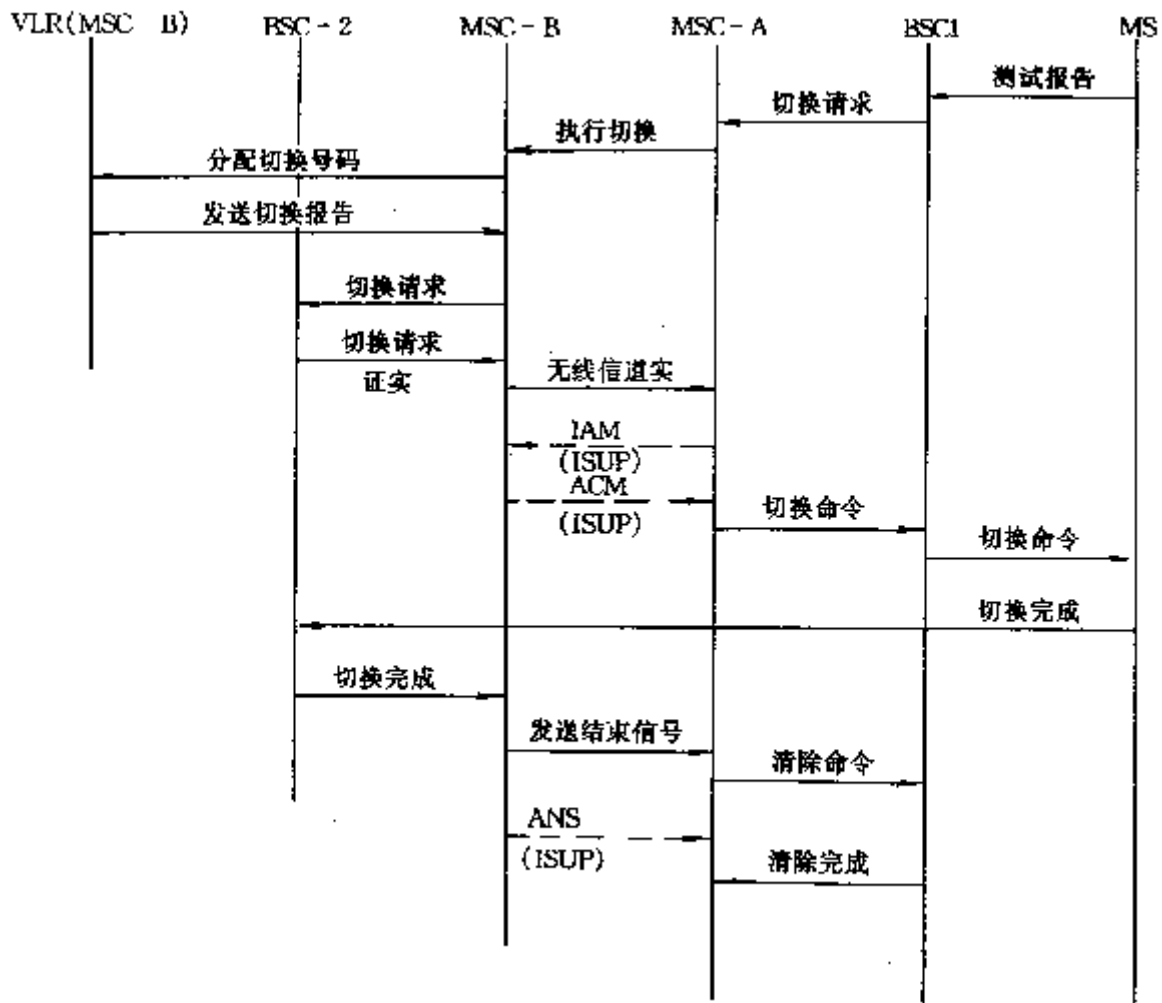 VLR(MSC B) BSC-2 MSC-B MSC-A BSC1 MS
测试报告
切换请求
执行切换
分配切换号码
发送切换报告
切换请求
切换请求
证实
无线信道实
IAM
(ISUP)
ACM
(ISUP)
切换命令
切换命令
切换完成
切换完成
发送结束信号
清除命令
ANS
(ISUP)
清除完成